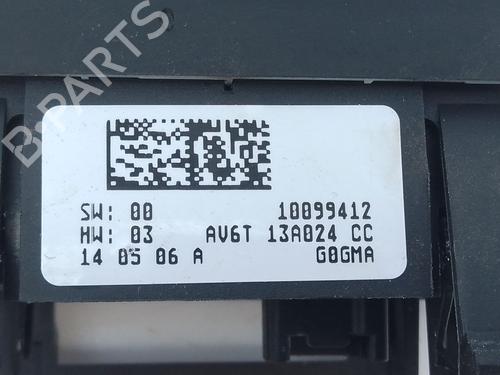 B-PARTS
SW: 00 10099412
HW: 03 AV6T 13A024 CC
14 05 06 A G0GMA